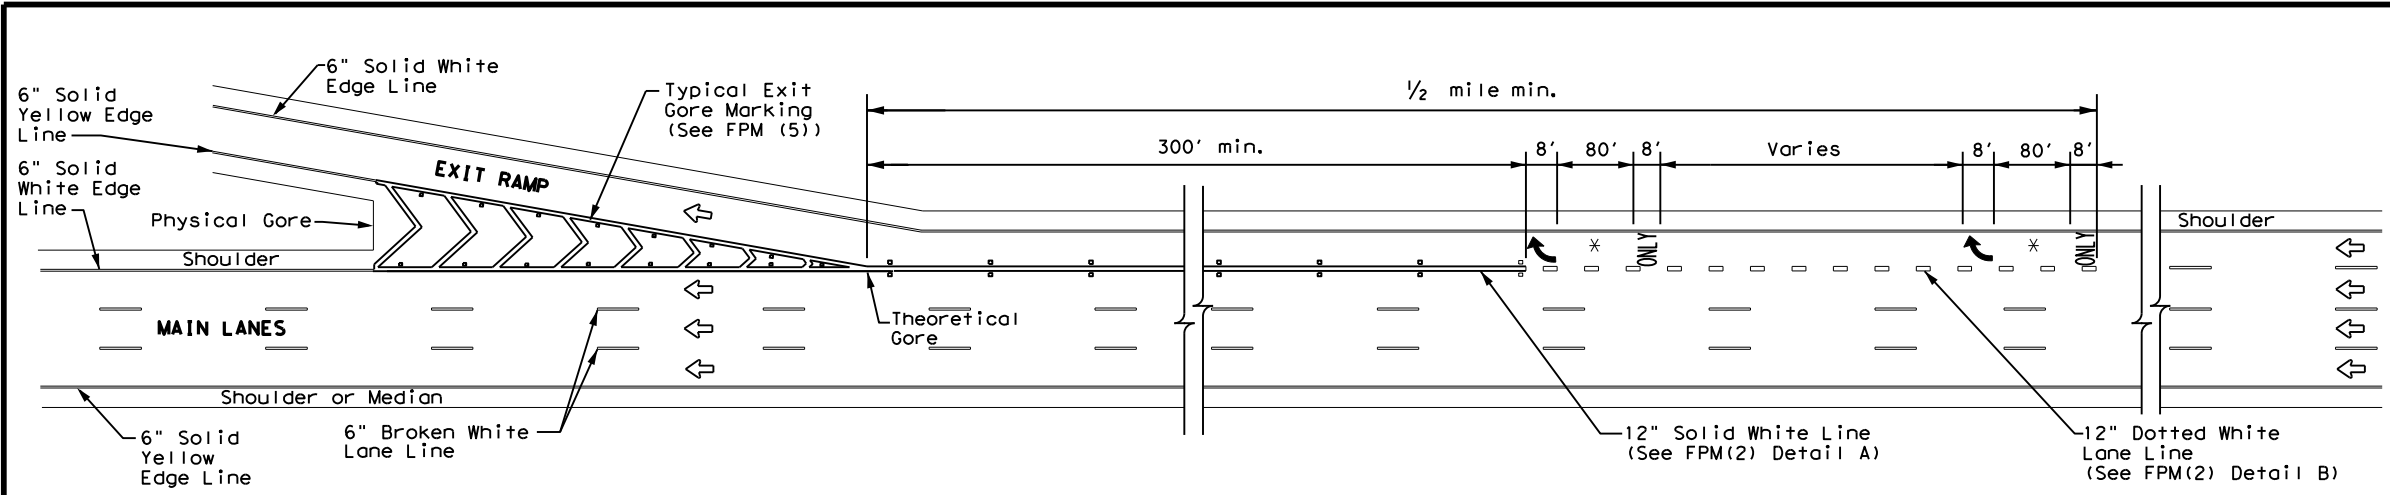 6" Solid White
Edge Line
6" Solid
Yellow Edge
Line
Typical Exit
Gore Marking
(See FPM (5))
½ mile min.
300' min.
8'
80'
8'
Varies
8'
80'
8'
6" Solid
White Edge
Line
EXIT RAMP
Physical Gore
Shoulder
Shoulder
*
ONLY
*
ONLY
MAIN LANES
Theoretical
Gore
Shoulder or Median
6" Solid
Yellow
Edge Line
6" Broken White
Lane Line
12" Solid White Line
(See FPM(2) Detail A)
12" Dotted White
Lane Line
(See FPM(2) Detail B)